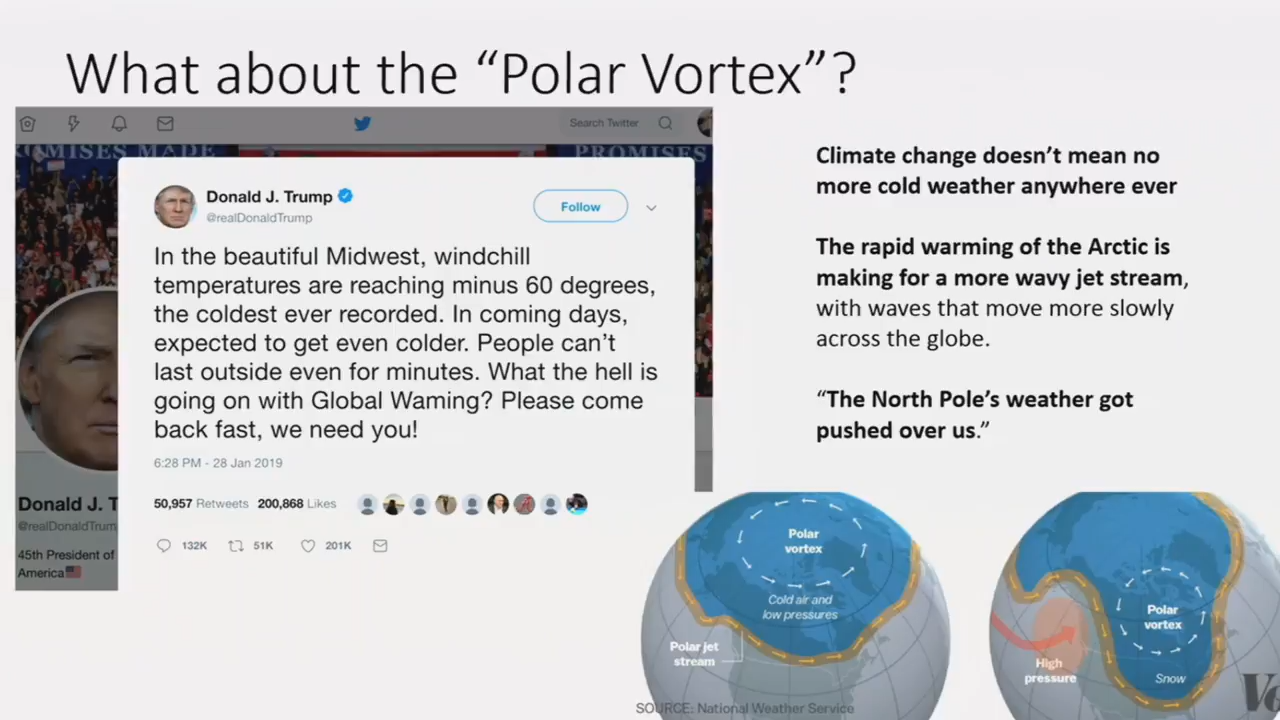 What about the “Polar Vortex”?
Search Twitter
MISES MADE
PROMISES
Donald J. Trump
@realDonaldTrump
Follow
In the beautiful Midwest, windchill
temperatures are reaching minus 60 degrees,
the coldest ever recorded. In coming days,
expected to get even colder. People can’t
last outside even for minutes. What the hell is
going on with Global Waming? Please come
back fast, we need you!
6:28 PM - 28 Jan 2019
50,957 Retweets 200,868 Likes
132K 51K 201K
Donald J. T
@realDonaldTrum
45th President of
America
Climate change doesn’t mean no
more cold weather anywhere ever
The rapid warming of the Arctic is
making for a more wavy jet stream,
with waves that move more slowly
across the globe.
“The North Pole’s weather got
pushed over us.”
Polar
vortex
Cold air and
low pressures
Polar jet
stream
Polar
vortex
High
pressure
Snow
SOURCE: National Weather Service